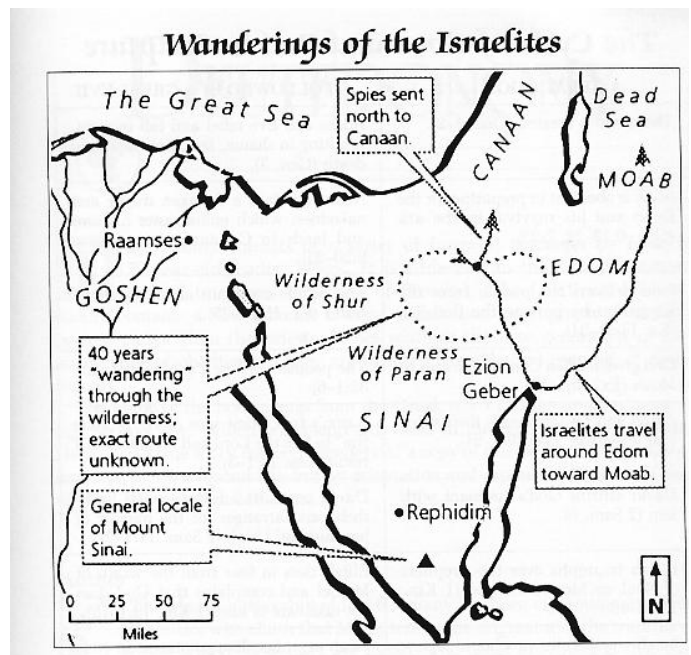 Wanderings of the Israelites
The Great Sea
Spies sent
north to
Canaan.
CANAAN
Dead
Sea
MOAB
Raamses
GOSHEN
Wilderness
of Shur
EDOM
40 years
"wandering"
through the
wilderness;
exact route
unknown.
Wilderness
of Paran
Ezion
Geber
SINAI
Israelites travel
around Edom
toward Moab.
General locale
of Mount
Sinai.
Rephidim
0 25 50 75
Miles
N